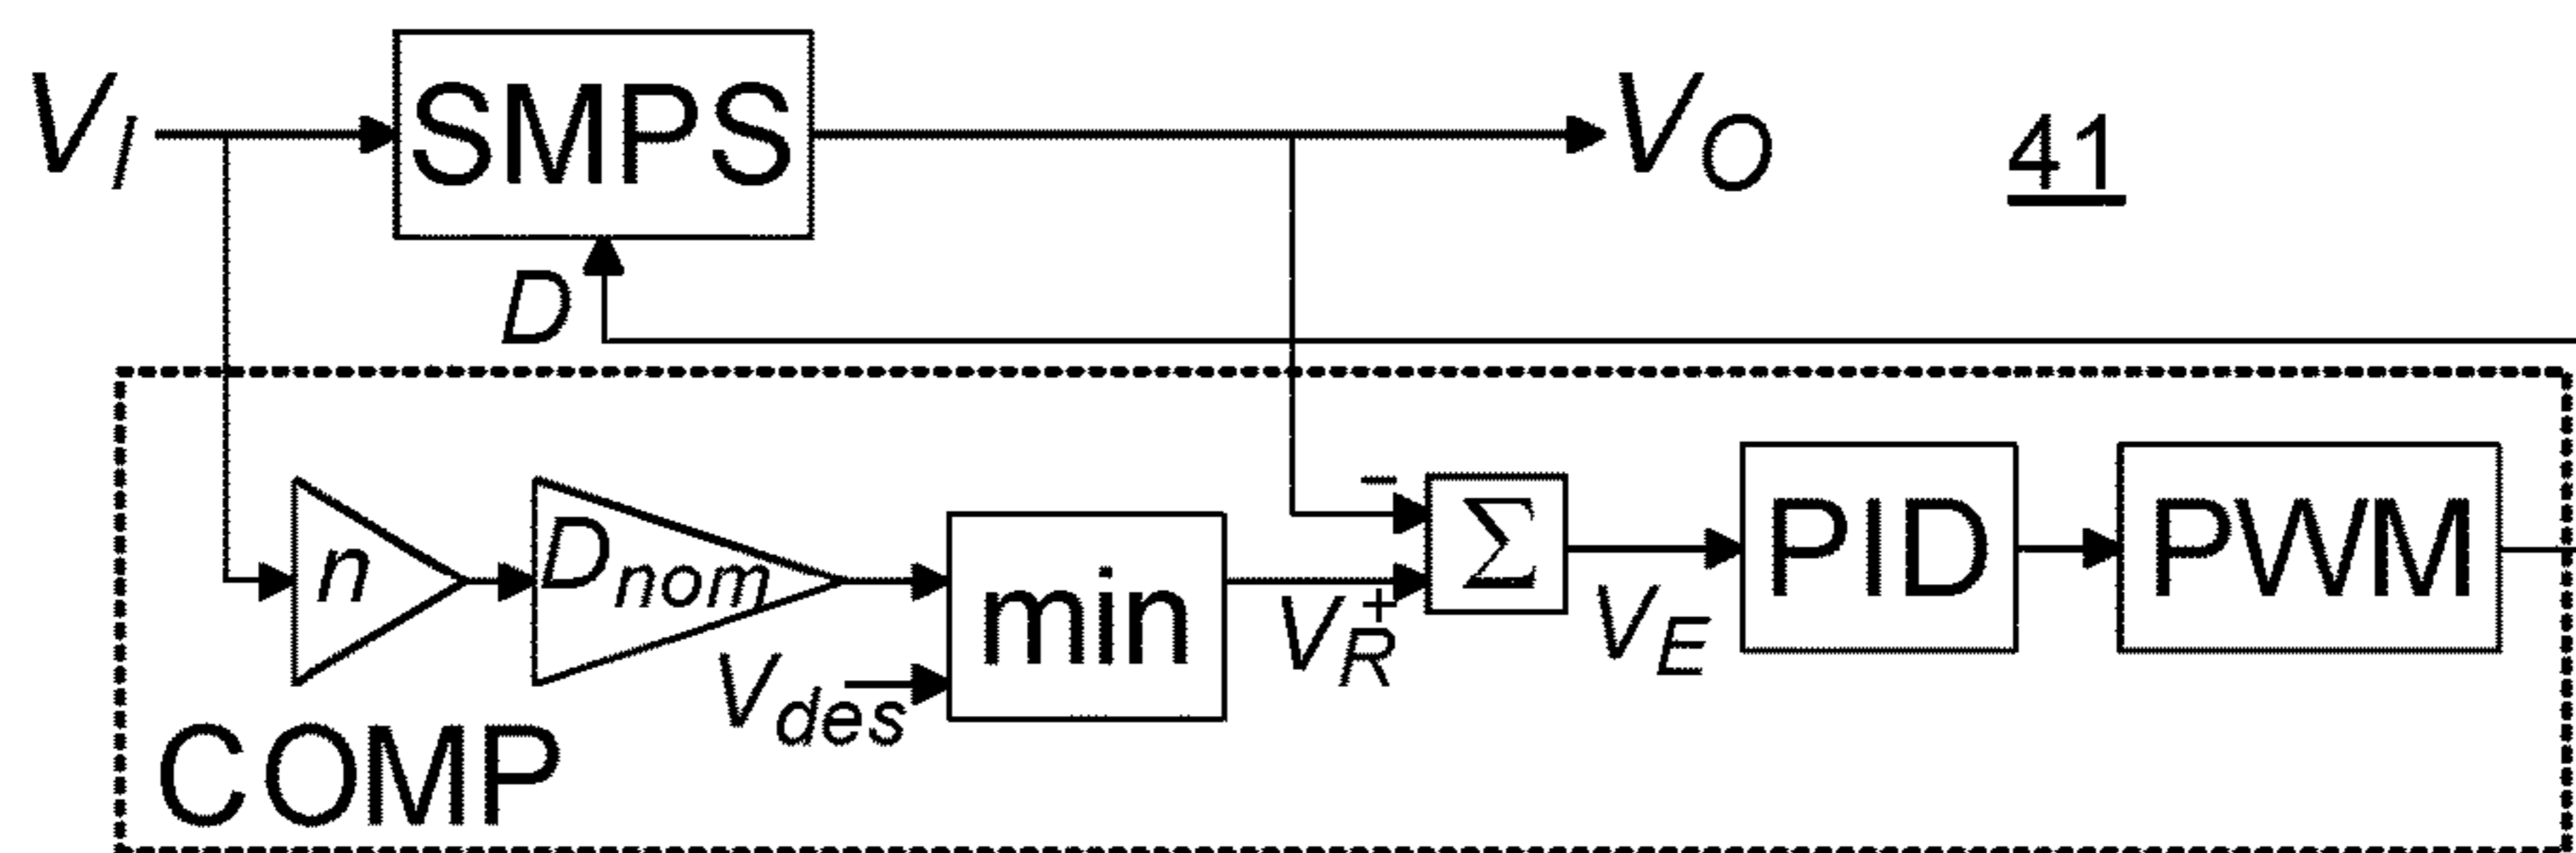 V_I SMPS V_O 41
D
n D_nom min − Σ PID PWM
V_des V_R + V_E
COMP